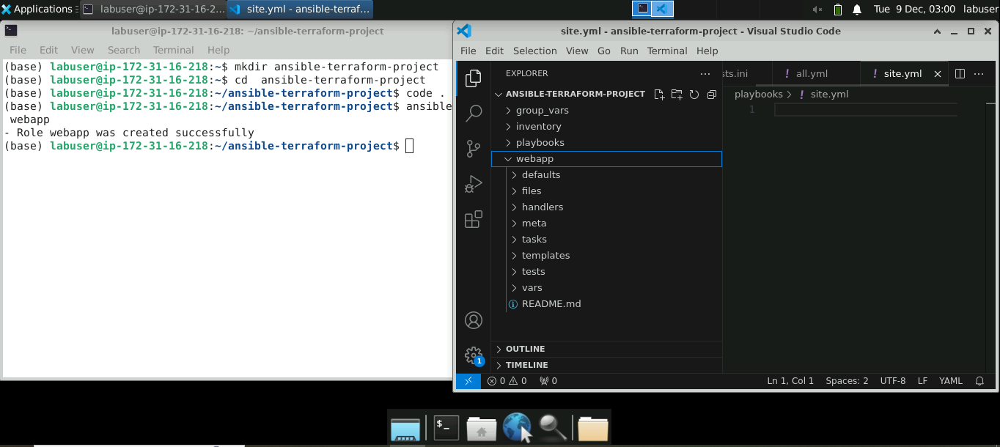 Applications
labuser@ip-172-31-16-2...
site.yml - ansible-terraf...
Tue 9 Dec, 03:00 labuser
labuser@ip-172-31-16-218: ~/ansible-terraform-project
File Edit View Search Terminal Help
(base) labuser@ip-172-31-16-218:~$ mkdir ansible-terraform-project
(base) labuser@ip-172-31-16-218:~$ cd  ansible-terraform-project
(base) labuser@ip-172-31-16-218:~/ansible-terraform-project$ code .
(base) labuser@ip-172-31-16-218:~/ansible-terraform-project$ ansible
webapp
- Role webapp was created successfully
(base) labuser@ip-172-31-16-218:~/ansible-terraform-project$
site.yml - ansible-terraform-project - Visual Studio Code
File Edit Selection View Go Run Terminal Help
EXPLORER
ANSIBLE-TERRAFORM-PROJECT
group_vars
inventory
playbooks
webapp
defaults
files
handlers
meta
tasks
templates
tests
vars
README.md
OUTLINE
TIMELINE
sts.ini
! all.yml
! site.yml
playbooks > ! site.yml
1
1
0 0 0
Ln 1, Col 1 Spaces: 2 UTF-8 LF YAML
$_